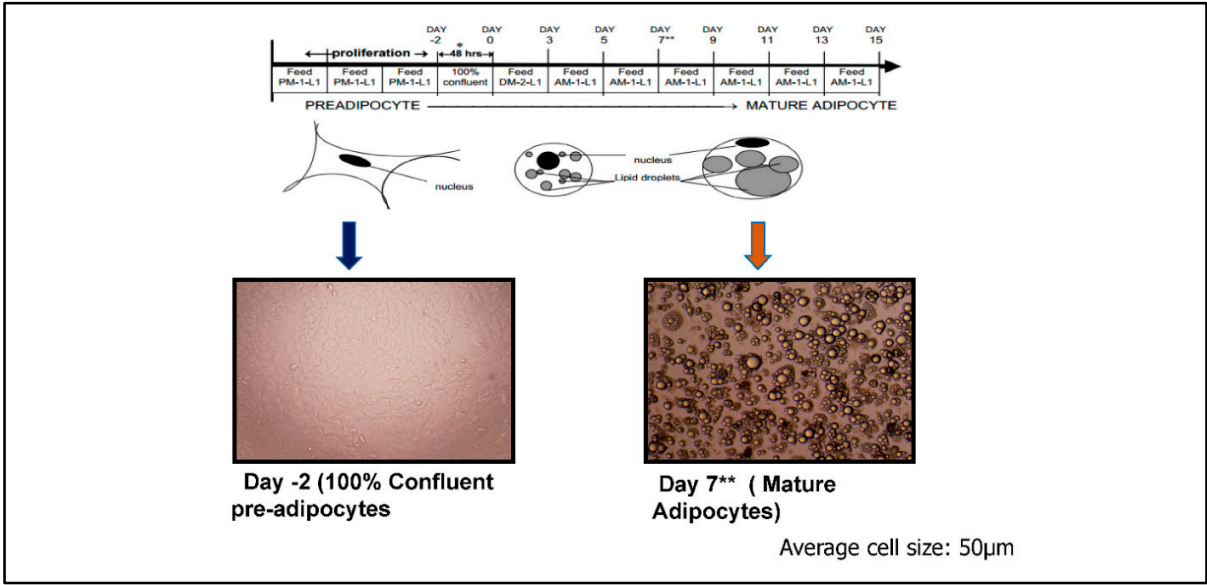 DAY DAY DAY DAY DAY DAY DAY DAY DAY
-2 0 3 5 7** 9 11 13 15
proliferation * 48 hrs
Feed Feed Feed 100% Feed Feed Feed Feed Feed Feed Feed
PM-1-L1 PM-1-L1 PM-1-L1 confluent DM-2-L1 AM-1-L1 AM-1-L1 AM-1-L1 AM-1-L1 AM-1-L1 AM-1-L1
PREADIPOCYTE MATURE ADIPOCYTE
nucleus
Lipid droplets
nucleus
Day -2 (100% Confluent
pre-adipocytes
Day 7** ( Mature
Adipocytes)
Average cell size: 50µm